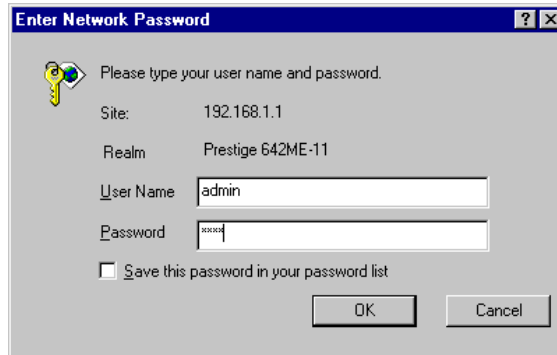 Enter Network Password
Please type your user name and password.
Site: 192.168.1.1
Realm Prestige 642ME-11
User Name admin
Password xxxx
Save this password in your password list
OK Cancel